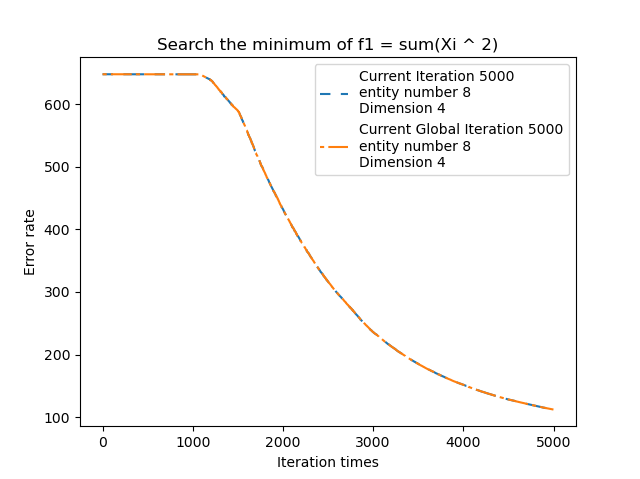 Search the minimum of f1 = sum(Xi ^ 2)
Current Iteration 5000
entity number 8
Dimension 4
Current Global Iteration 5000
entity number 8
Dimension 4
600
500
400
300
200
100
Error rate
0 1000 2000 3000 4000 5000
Iteration times